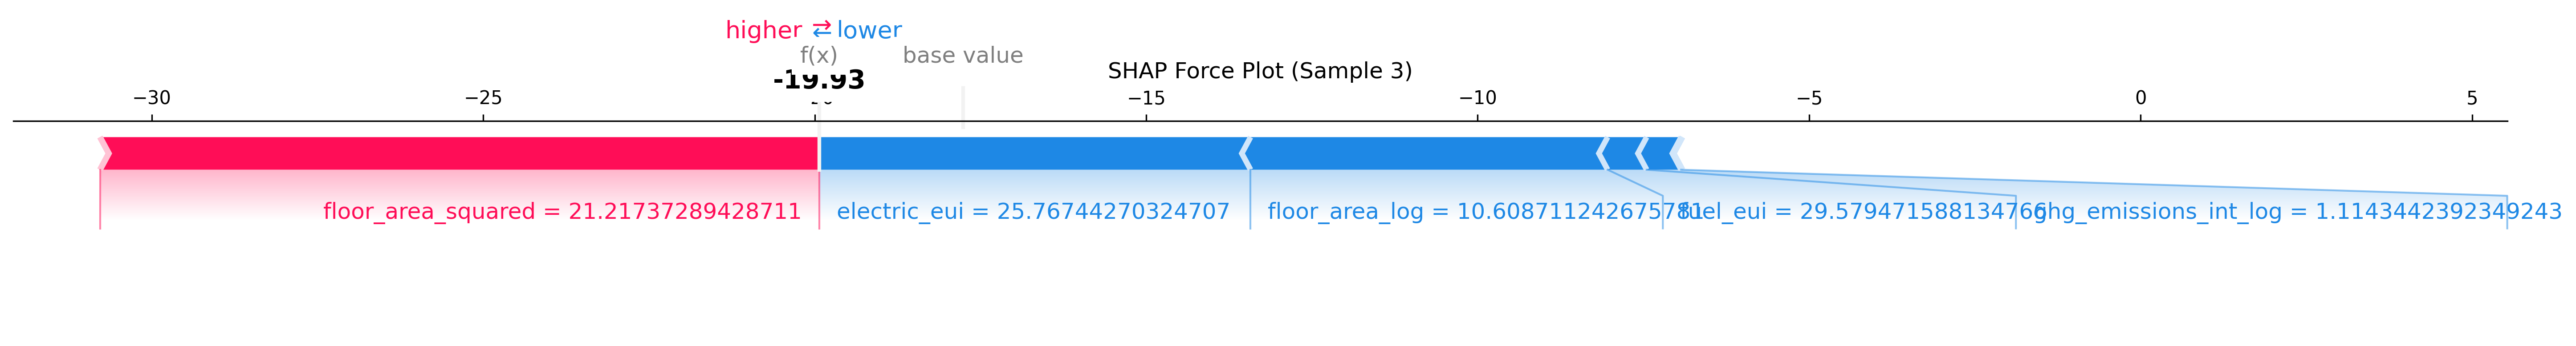 higher ⇄ lower
f(x) base value
SHAP Force Plot (Sample 3)
-19.93
−30 −25 −15 −10 −5 0 5
floor_area_squared = 21.21737289428711 electric_eui = 25.76744270324707 floor_area_log = 10.608711242675781 fuel_eui = 29.579471588134766 ghg_emissions_int_log = 1.1143442392349243